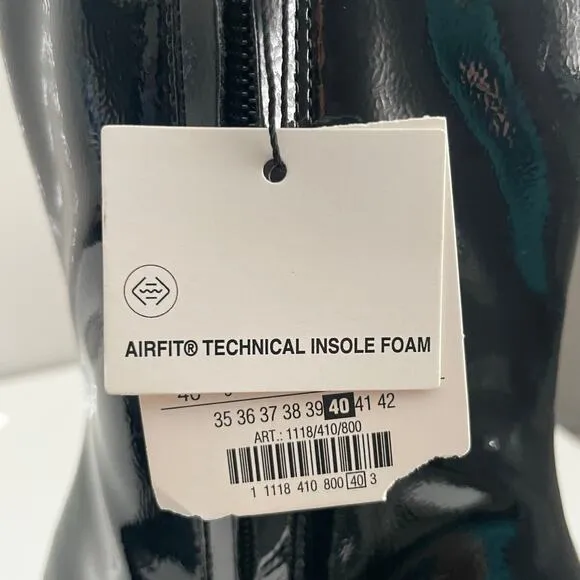 AIRFIT® TECHNICAL INSOLE FOAM
35 36 37 38 39 40 41 42
ART.: 1118/410/800
1 1118 410 800 40 3